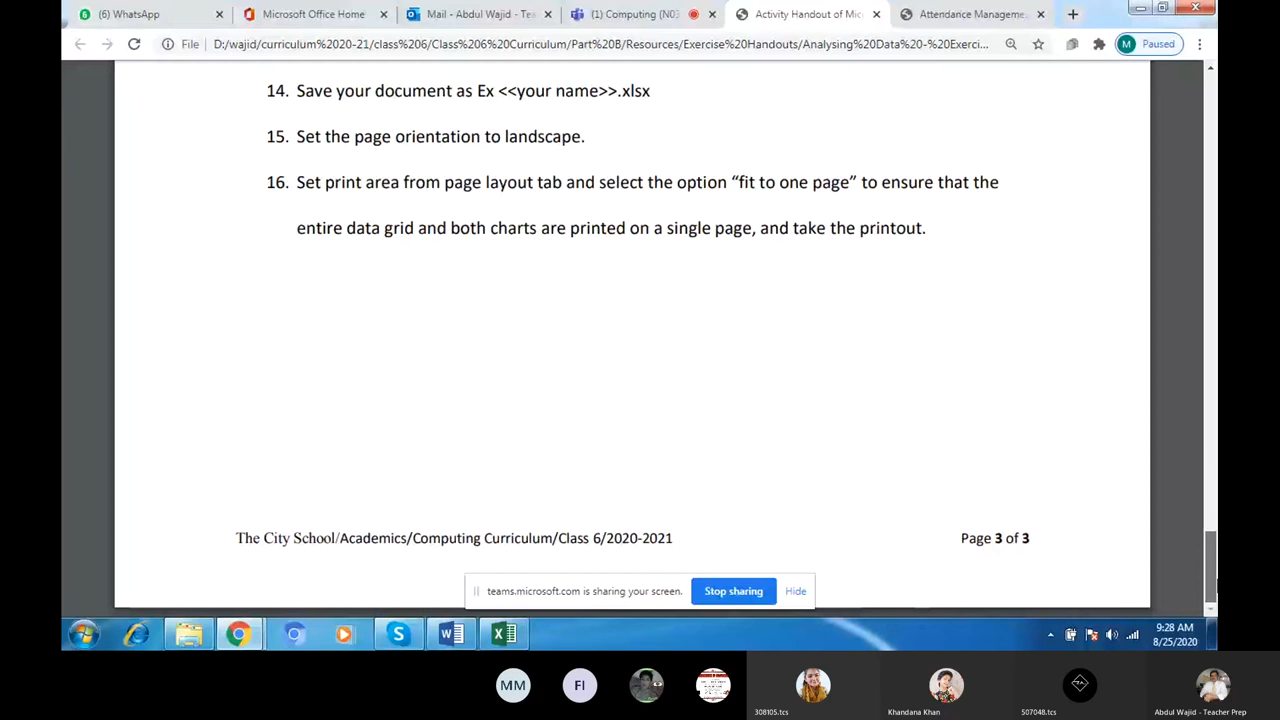 (6) WhatsApp
Microsoft Office Home
Mail - Abdul Wajid - Te
(1) Computing (N03
Activity Handout of Mic
Attendance Manageme
File
D:/wajid/curriculum%2020-21/class%206/Class%206%20Curriculum/Part%20B/Resources/Exercise%20Handouts/Analysing%20Data%20-%20Exerci...
M Paused
14. Save your document as Ex <<your name>>.xlsx
15. Set the page orientation to landscape.
16. Set print area from page layout tab and select the option “fit to one page” to ensure that the
entire data grid and both charts are printed on a single page, and take the printout.
The City School/Academics/Computing Curriculum/Class 6/2020-2021
Page 3 of 3
teams.microsoft.com is sharing your screen.
Stop sharing
Hide
9:28 AM
8/25/2020
MM
FI
308105.tcs
Khandana Khan
507048.tcs
Abdul Wajid - Teacher Prep